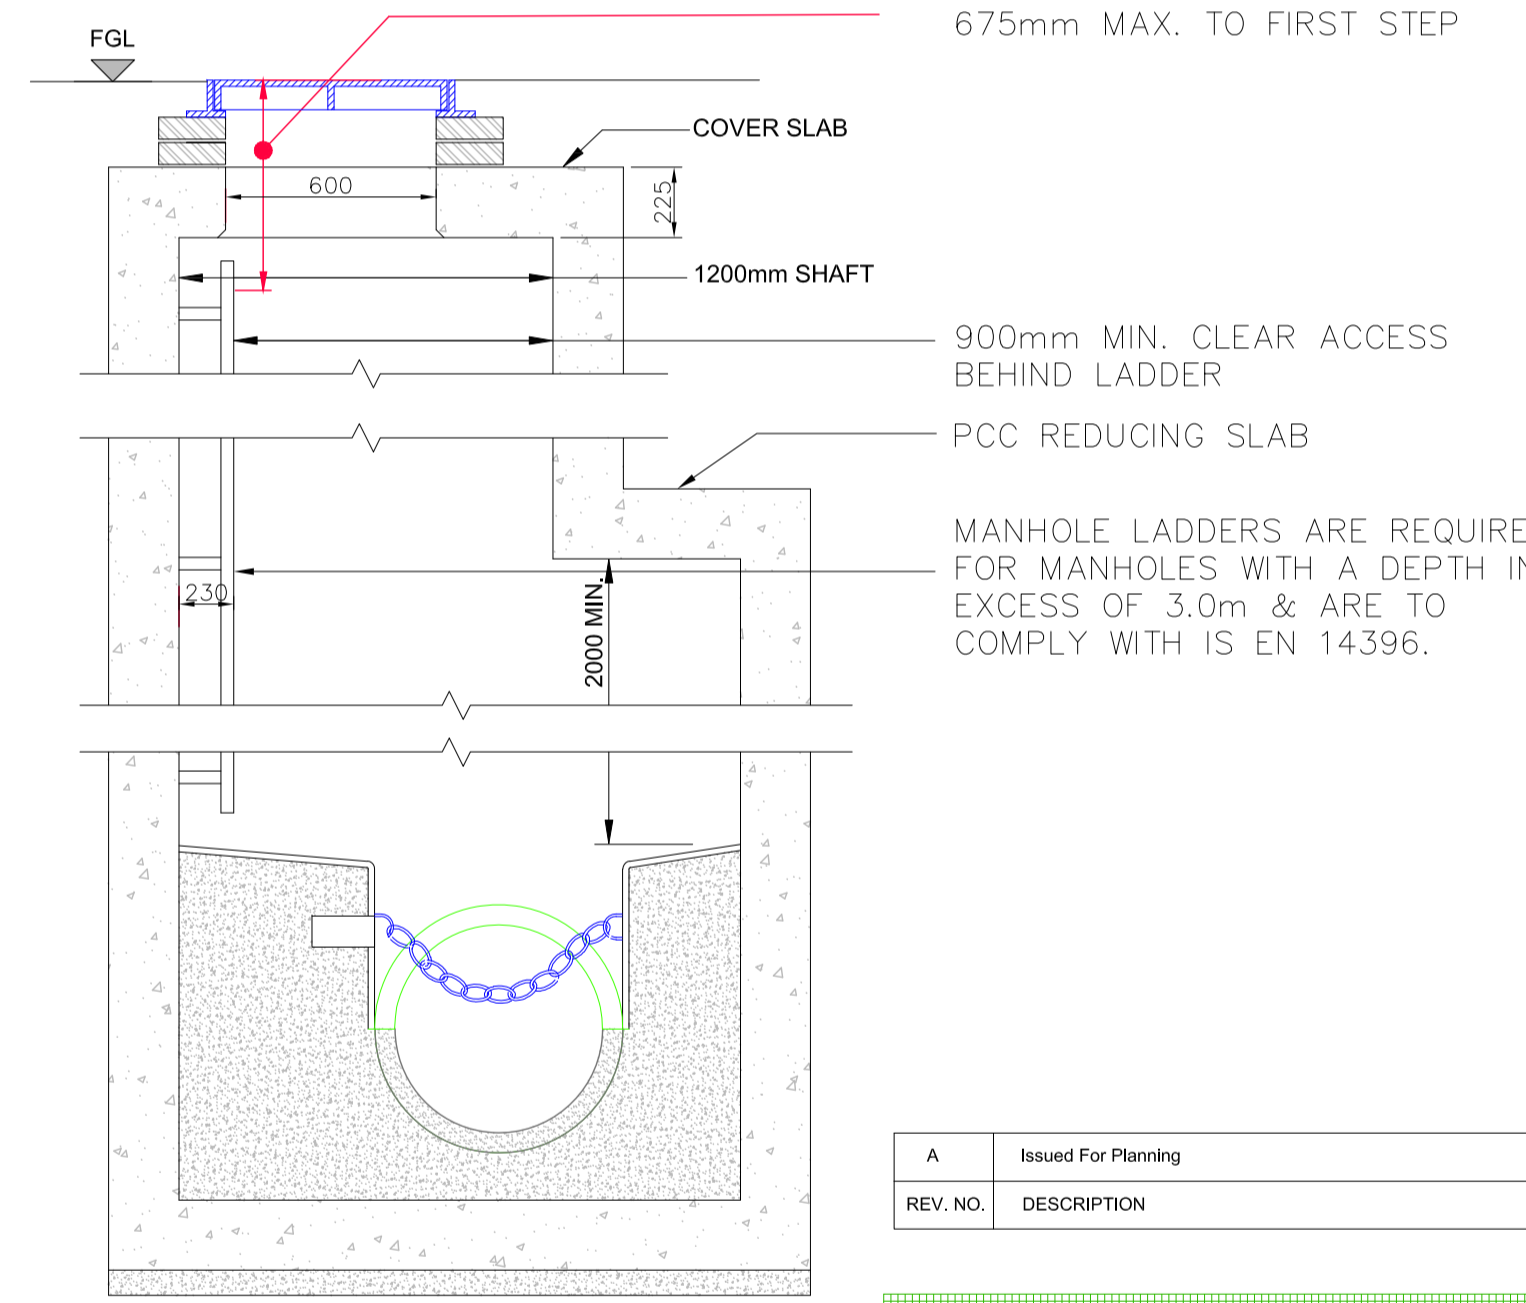 675mm MAX. TO FIRST STEP
FGL
COVER SLAB
600
225
1200mm SHAFT
900mm MIN. CLEAR ACCESS
BEHIND LADDER
PCC REDUCING SLAB
MANHOLE LADDERS ARE REQUIRE
FOR MANHOLES WITH A DEPTH IN
EXCESS OF 3.0m & ARE TO
COMPLY WITH IS EN 14396.
230
2000 MIN.
A Issued For Planning
REV. NO. DESCRIPTION